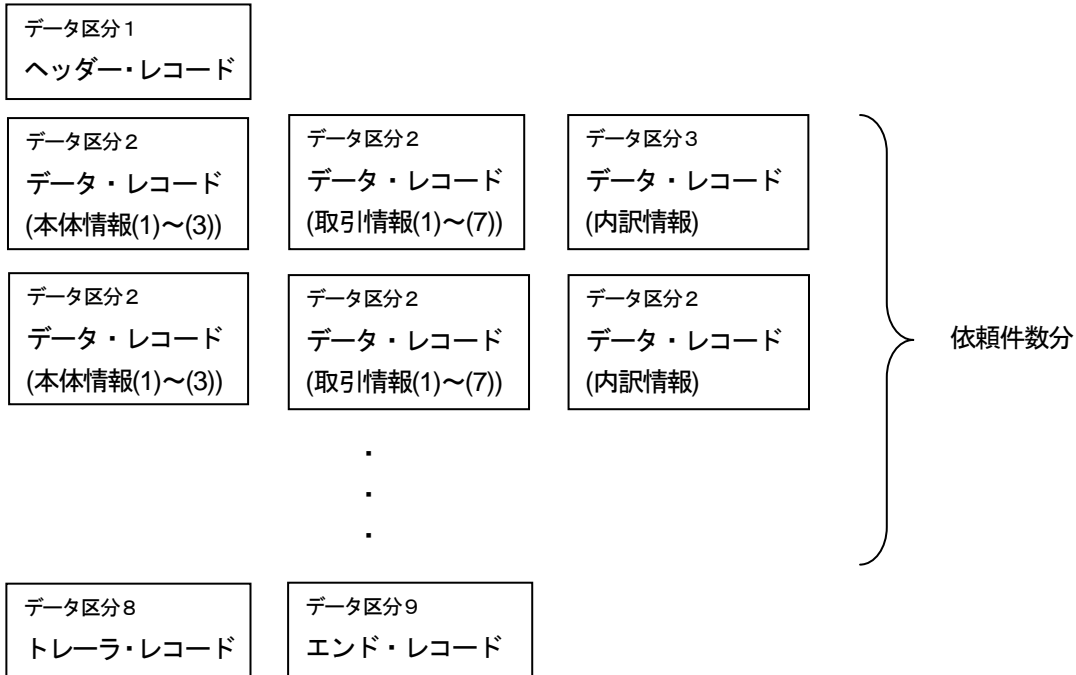 データ区分1
ヘッダー・レコード
データ区分2
データ・レコード
(本体情報(1)～(3))
データ区分2
データ・レコード
(取引情報(1)～(7))
データ区分3
データ・レコード
(内訳情報)
データ区分2
データ・レコード
(本体情報(1)～(3))
データ区分2
データ・レコード
(取引情報(1)～(7))
データ区分2
データ・レコード
(内訳情報)
依頼件数分
・
・
・
データ区分8
トレーラ・レコード
データ区分9
エンド・レコード